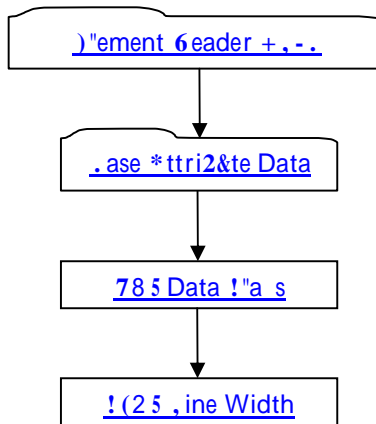 )"ement 6eader +,-.
.ase *ttri2&te Data
785 Data !"a s
!(25 ,ine Width